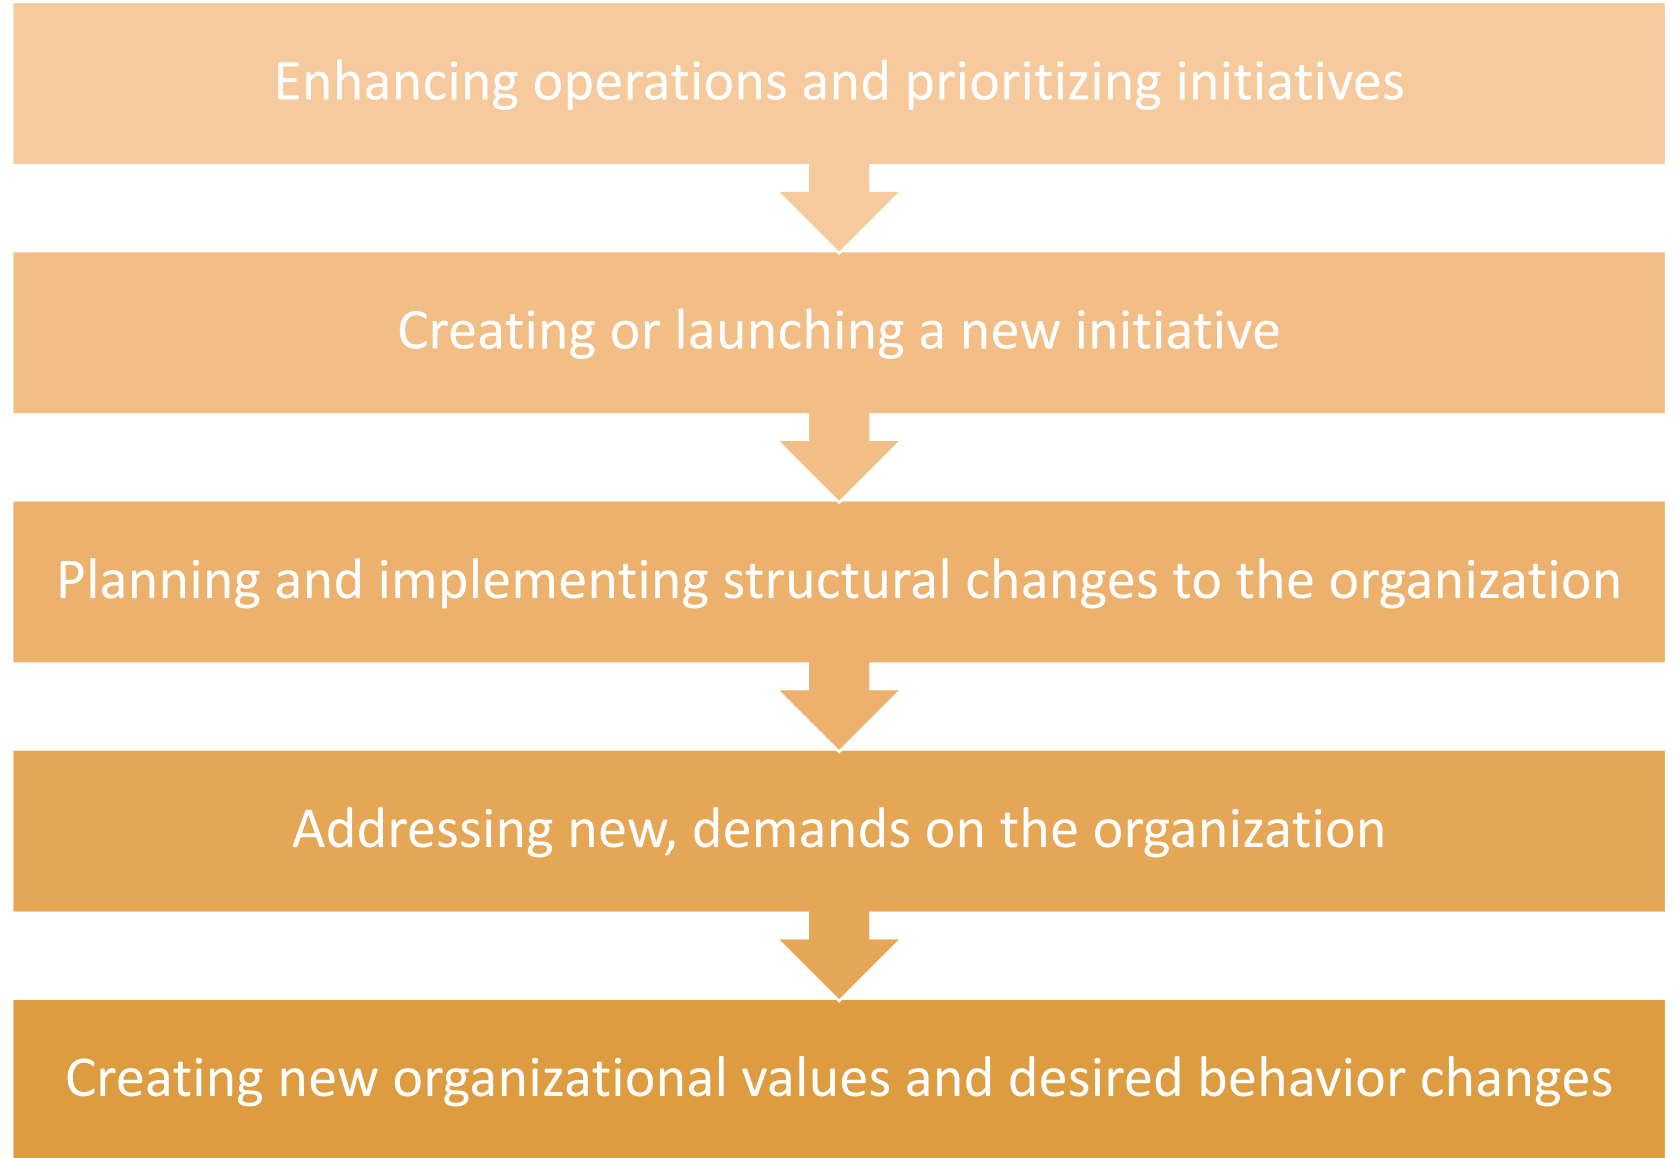 Enhancing operations and prioritizing initiatives
Creating or launching a new initiative
Planning and implementing structural changes to the organization
Addressing new, demands on the organization
Creating new organizational values and desired behavior changes